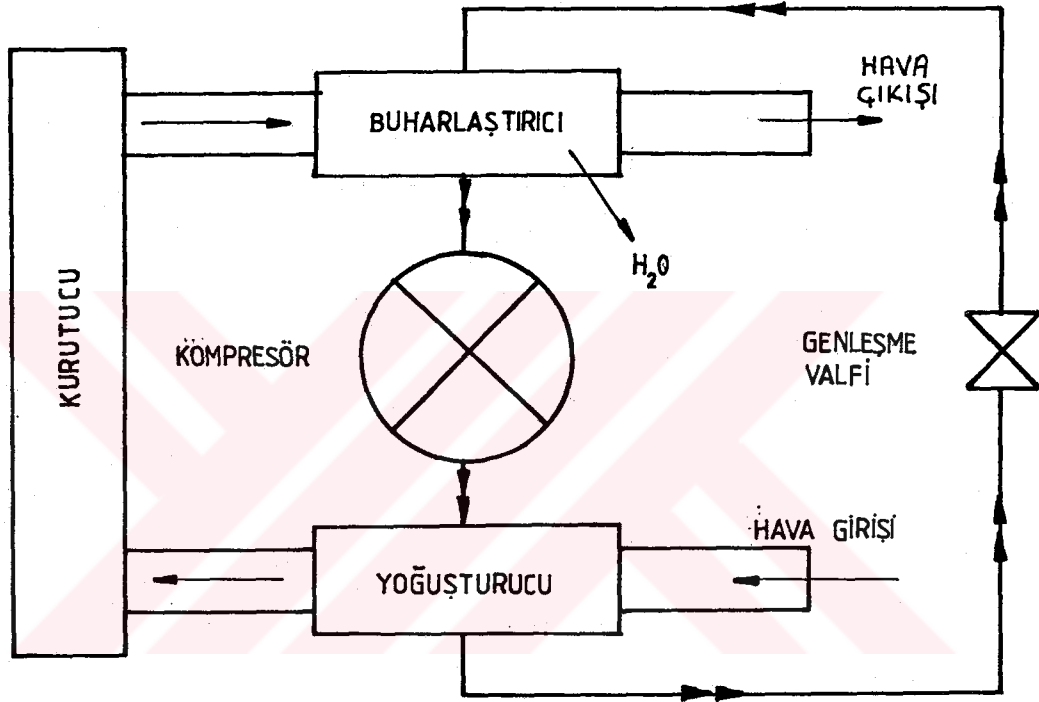 HAVA
ÇIKIŞI
BUHARLAŞTIRICI
H₂O
KURUTUCU
KOMPRESÖR
GENLEŞME
VALFİ
HAVA GİRİŞİ
YOĞUŞTURUCU